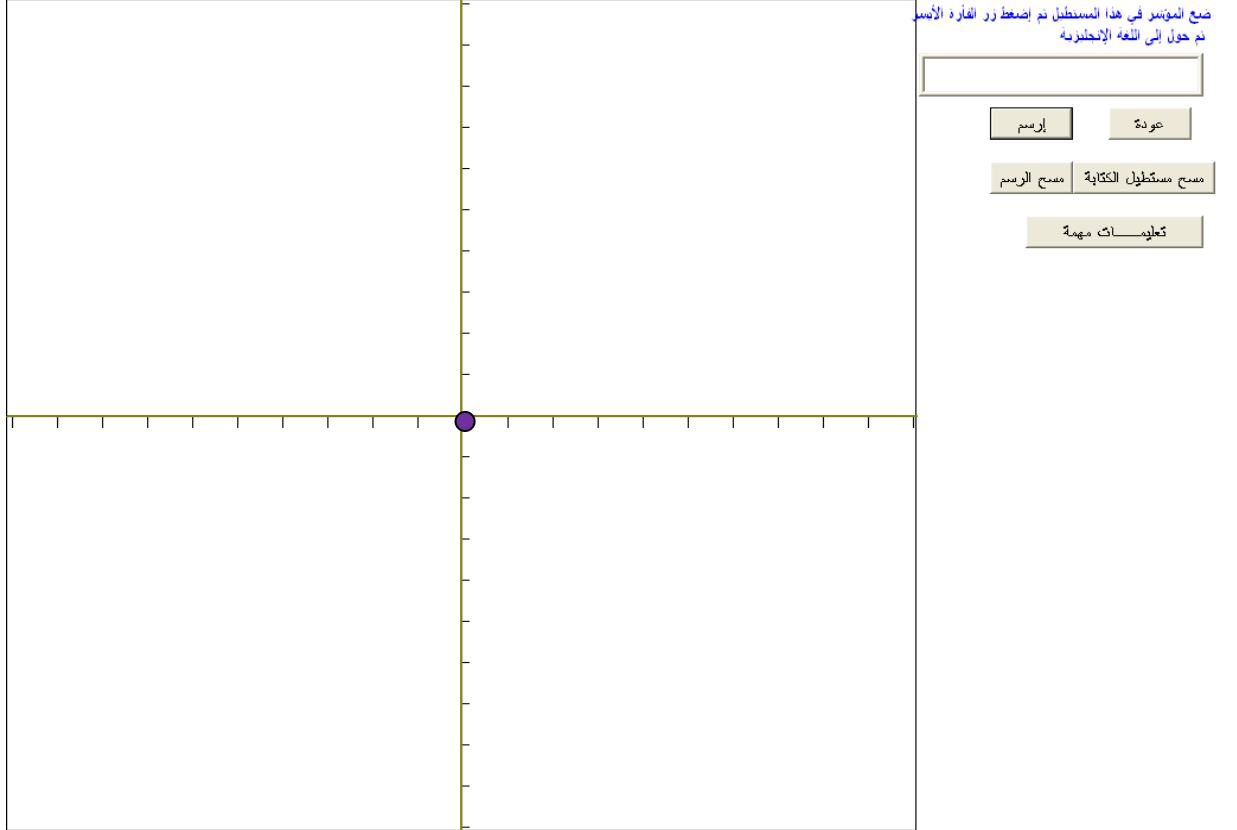 ضع المؤشر في هذا المستطيل ثم إضغط زر الفأرة الأيسر
ثم حول إلى اللغة الإنجليزية
عودة
إرسم
مسح مستطيل الكتابة
مسح الرسم
تعليمـــــات مهمة